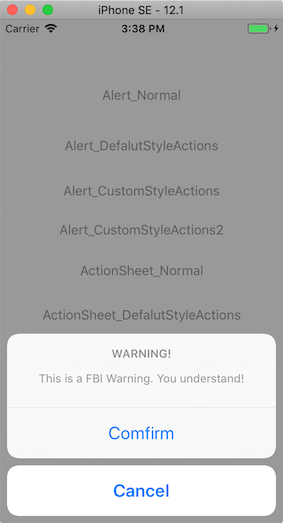 iPhone SE - 12.1
Carrier 3:38 PM
Alert_Normal
Alert_DefalutStyleActions
Alert_CustomStyleActions
Alert_CustomStyleActions2
ActionSheet_Normal
ActionSheet_DefalutStyleActions
WARNING!
This is a FBI Warning. You understand!
Comfirm
Cancel